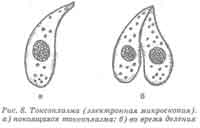 а
б
Рис. 8. Токсоплазма (электронная микроскопия).
а) покоящаяся токсоплазма; б) во время деления